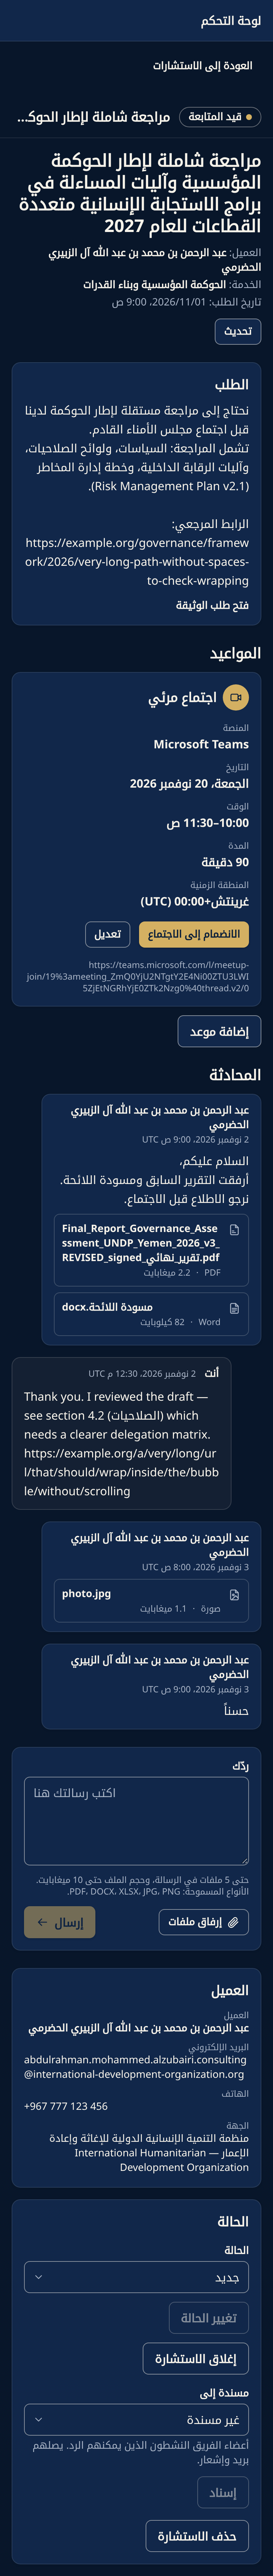 لوحة التحكم
العودة إلى الاستشارات
قيد المتابعة
مراجعة شاملة لإطار الحوك...
مراجعة شاملة لإطار الحوكمة
المؤسسية وآليات المساءلة في
برامج الاستجابة الإنسانية متعددة
القطاعات للعام 2027
العميل: عبد الرحمن بن محمد بن عبد الله آل الزبيري
الحضرمي
الخدمة: الحوكمة المؤسسية وبناء القدرات
تاريخ الطلب: 2026/11/01، 9:00 ص
تحديث
الطلب
نحتاج إلى مراجعة مستقلة لإطار الحوكمة لدينا
قبل اجتماع مجلس الأمناء القادم.
تشمل المراجعة: السياسات، ولوائح الصلاحيات،
وآليات الرقابة الداخلية، وخطة إدارة المخاطر
(Risk Management Plan v2.1).
الرابط المرجعي:
https://example.org/governance/framew
ork/2026/very-long-path-without-spaces-
to-check-wrapping
فتح طلب الوثيقة
المواعيد
اجتماع مرئي
المنصة
Microsoft Teams
التاريخ
الجمعة، 20 نوفمبر 2026
الوقت
10:00–11:30 ص
المدة
90 دقيقة
المنطقة الزمنية
غرينتش+00:00 (UTC)
الانضمام إلى الاجتماع
تعديل
https://teams.microsoft.com/l/meetup-
join/19%3ameeting_ZmQ0YjU2NTgtY2E4Ni00ZTU3LWI
5ZjEtNGRhYjE0ZTk2Nzg0%40thread.v2/0
إضافة موعد
المحادثة
عبد الرحمن بن محمد بن عبد الله آل الزبيري
الحضرمي
2 نوفمبر 2026، 9:00 ص UTC
السلام عليكم،
أرفقت التقرير السابق ومسودة اللائحة.
نرجو الاطلاع قبل الاجتماع.
Final_Report_Governance_Asse
ssment_UNDP_Yemen_2026_v3_
REVISED_signed_تقرير_نهائي.pdf
PDF · 2.2 ميغابايت
مسودة اللائحة.docx
Word · 82 كيلوبايت
أنت
2 نوفمبر 2026، 12:30 م UTC
Thank you. I reviewed the draft —
see section 4.2 (الصلاحيات) which
needs a clearer delegation matrix.
https://example.org/a/very/long/ur
l/that/should/wrap/inside/the/bubb
le/without/scrolling
عبد الرحمن بن محمد بن عبد الله آل الزبيري
الحضرمي
3 نوفمبر 2026، 8:00 ص UTC
photo.jpg
صورة · 1.1 ميغابايت
عبد الرحمن بن محمد بن عبد الله آل الزبيري
الحضرمي
3 نوفمبر 2026، 9:00 ص UTC
حسناً
ردّك
اكتب رسالتك هنا
حتى 5 ملفات في الرسالة، وحجم الملف حتى 10 ميغابايت.
الأنواع المسموحة: PDF، DOCX، XLSX، JPG، PNG.
إرفاق ملفات
إرسال
العميل
العميل
عبد الرحمن بن محمد بن عبد الله آل الزبيري الحضرمي
البريد الإلكتروني
abdulrahman.mohammed.alzubairi.consulting
@international-development-organization.org
الهاتف
+967 777 123 456
الجهة
منظمة التنمية الإنسانية الدولية للإغاثة وإعادة
الإعمار — International Humanitarian
Development Organization
الحالة
الحالة
جديد
تغيير الحالة
إغلاق الاستشارة
مسندة إلى
غير مسندة
أعضاء الفريق النشطون الذين يمكنهم الرد. يصلهم
بريد وإشعار.
إسناد
حذف الاستشارة